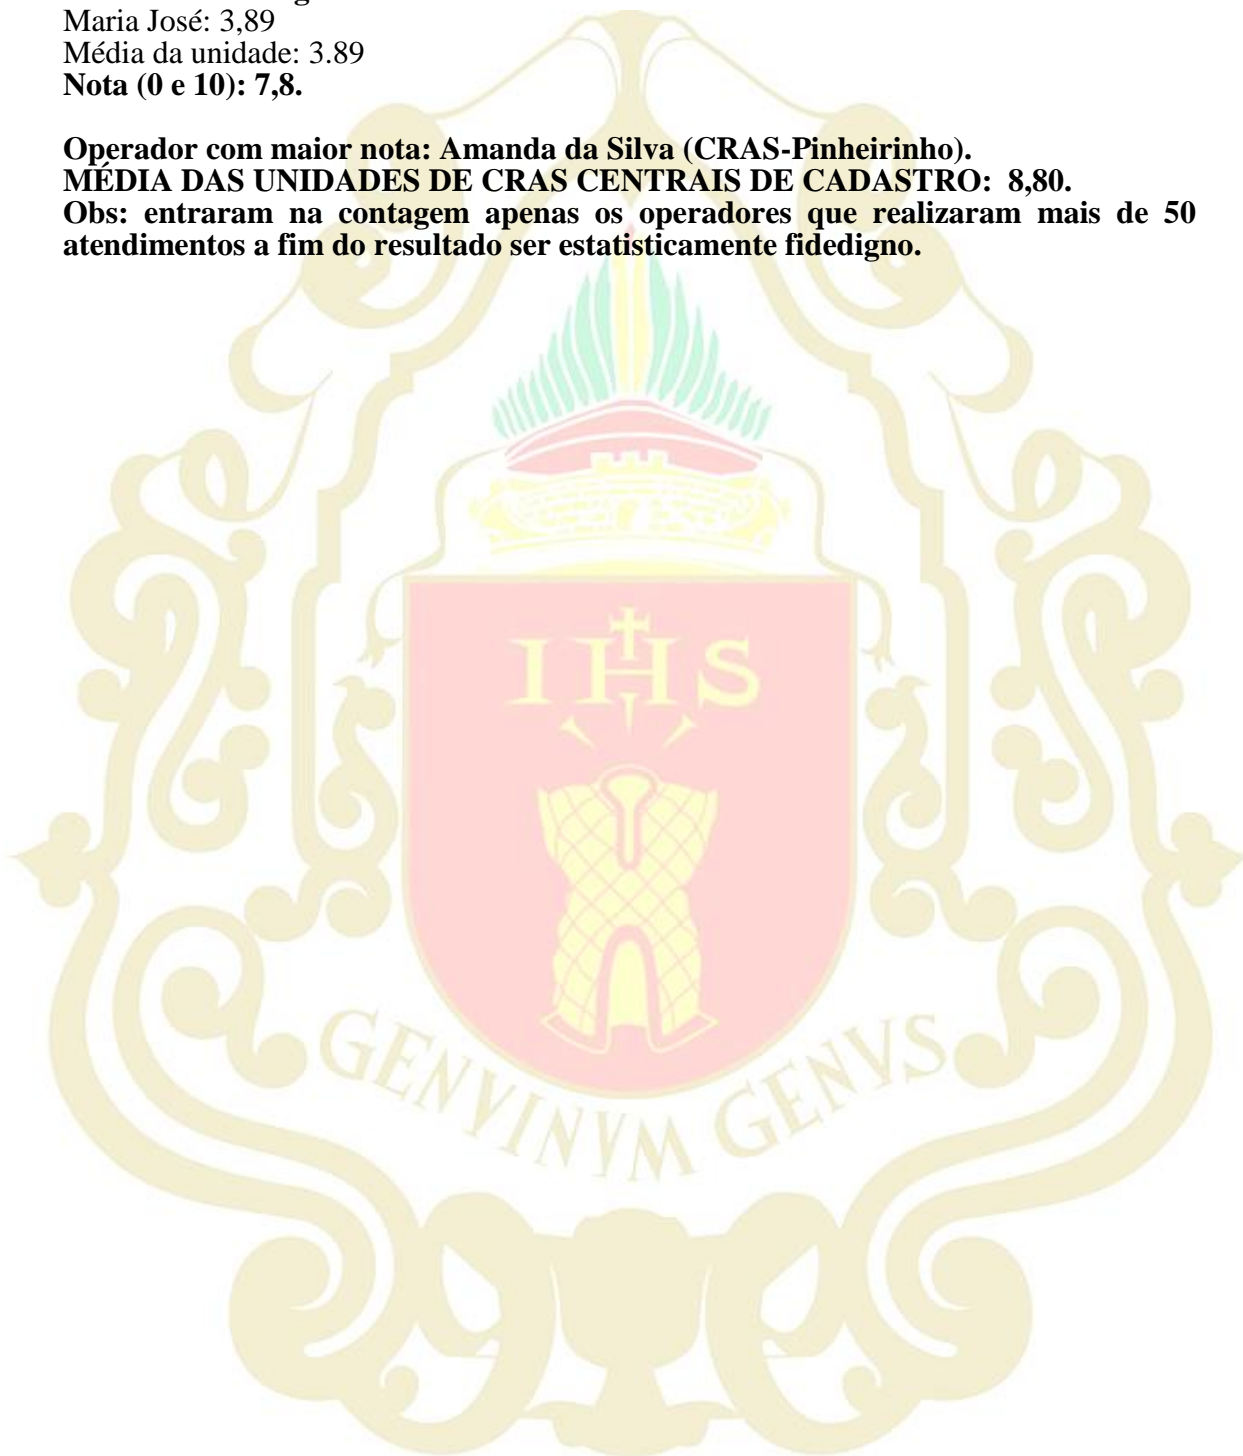 Maria José: 3,89
Média da unidade: 3.89
Nota (0 e 10): 7,8.
Operador com maior nota: Amanda da Silva (CRAS-Pinheirinho).
MÉDIA DAS UNIDADES DE CRAS CENTRAIS DE CADASTRO: 8,80.
Obs: entraram na contagem apenas os operadores que realizaram mais de 50
atendimentos a fim do resultado ser estatisticamente fidedigno.
IHS
GENVINVM GENVS